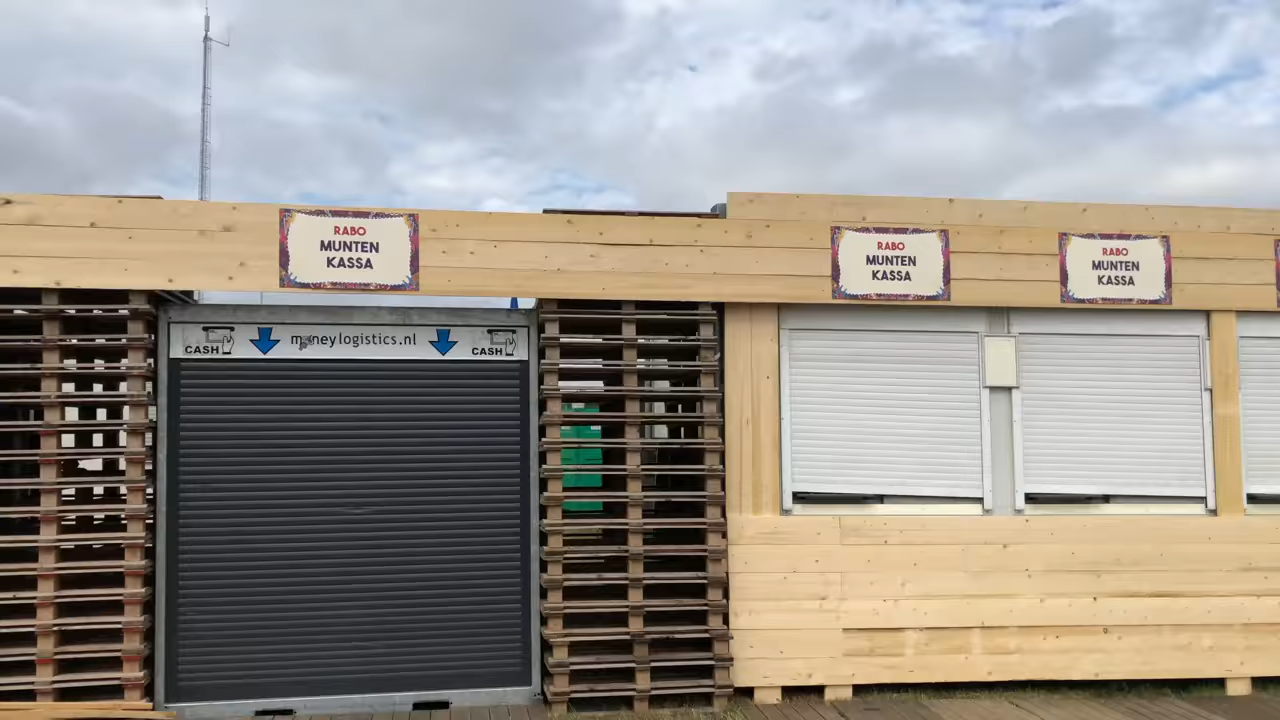 RABO
MUNTEN
KASSA
RABO
MUNTEN
KASSA
RABO
MUNTEN
KASSA
CASH
moneylogistics.nl
CASH